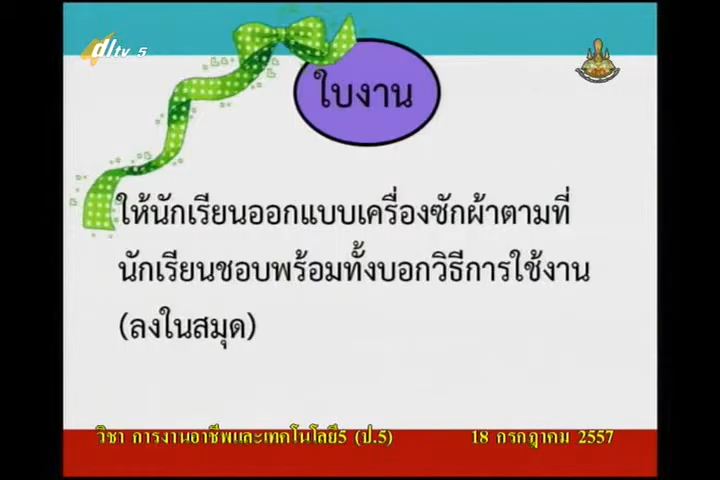 dltv 5
ใบงาน
ให้นักเรียนออกแบบเครื่องซักผ้าตามที่
นักเรียนชอบพร้อมทั้งบอกวิธีการใช้งาน
(ลงในสมุด)
วิชา การงานอาชีพและเทคโนโลยี5 (ป.5) 18 กรกฎาคม 2557